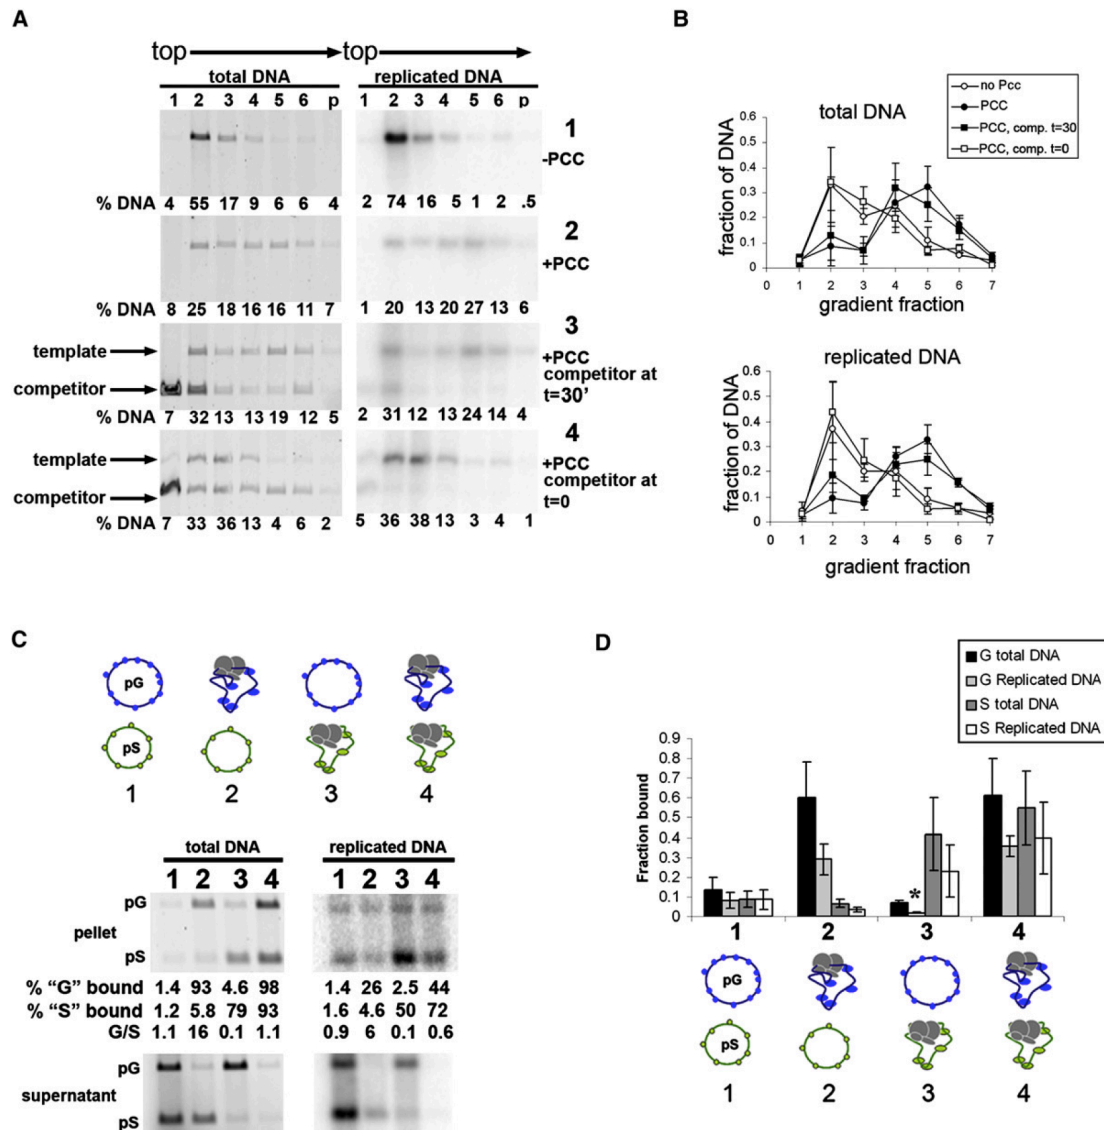 A
top top
total DNA replicated DNA
1 2 3 4 5 6 p 1 2 3 4 5 6 p
1
-PCC
% DNA 4 55 17 9 6 6 4 2 74 16 5 1 2 .5
2
+PCC
% DNA 8 25 18 16 16 11 7 1 20 13 20 27 13 6
3
template +PCC
competitor at
competitor t=30'
% DNA 7 32 13 13 19 12 5 2 31 12 13 24 14 4
4
template +PCC
competitor at
competitor t=0
% DNA 7 33 36 13 4 6 2 5 36 38 13 3 4 1
B
no Pcc
PCC
PCC, comp. t=30
PCC, comp. t=0
total DNA
fraction of DNA
0.6
0.5
0.4
0.3
0.2
0.1
0
0 1 2 3 4 5 6 7
gradient fraction
replicated DNA
fraction of DNA
0.6
0.5
0.4
0.3
0.2
0.1
0
0 1 2 3 4 5 6 7
gradient fraction
C
pG
pS
1 2 3 4
total DNA replicated DNA
1 2 3 4 1 2 3 4
pG
pellet
pS
% "G" bound 1.4 93 4.6 98 1.4 26 2.5 44
% "S" bound 1.2 5.8 79 93 1.6 4.6 50 72
G/S 1.1 16 0.1 1.1 0.9 6 0.1 0.6
pG
supernatant
pS
D
G total DNA
G Replicated DNA
S total DNA
S Replicated DNA
Fraction bound
0.9
0.8
0.7
0.6
0.5
0.4
0.3
0.2
0.1
0
*
1 2 3 4
pG
pS
1 2 3 4